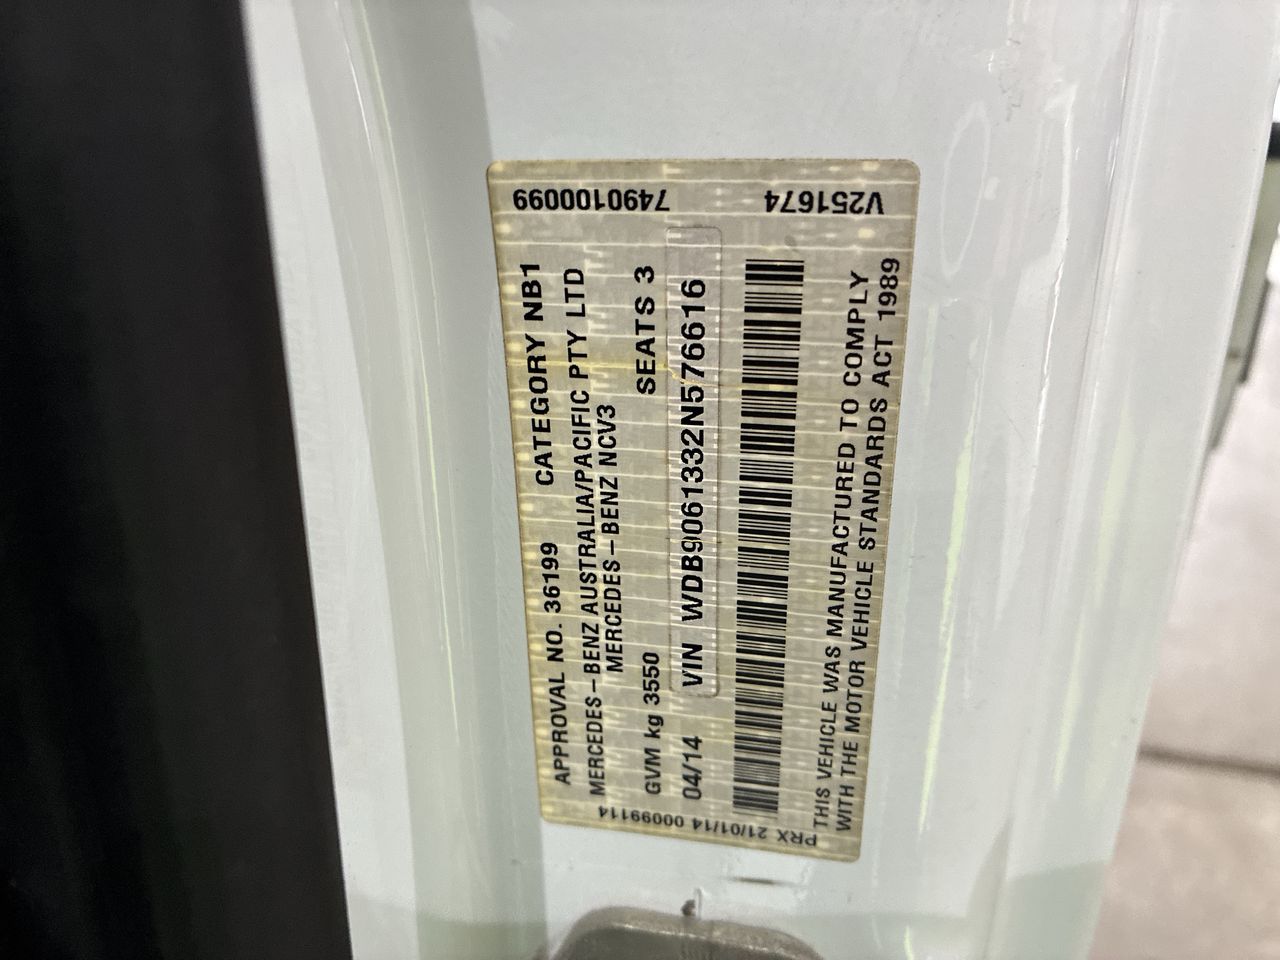 APPROVAL NO. 36199 CATEGORY NB1
MERCEDES-BENZ AUSTRALIA/PACIFIC PTY LTD
MERCEDES-BENZ NCV3
GVM kg 3550 SEATS 3
04/14 VIN WDB9061332N576616
THIS VEHICLE WAS MANUFACTURED TO COMPLY
WITH THE MOTOR VEHICLE STANDARDS ACT 1989
7490100099
V251674
PRX 21/01/14 00099114